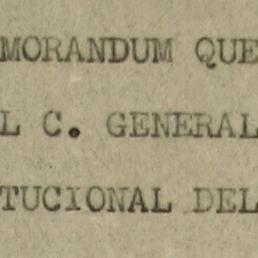 MORANDUM QUE
L C. GENERAL
TUCIONAL DEL